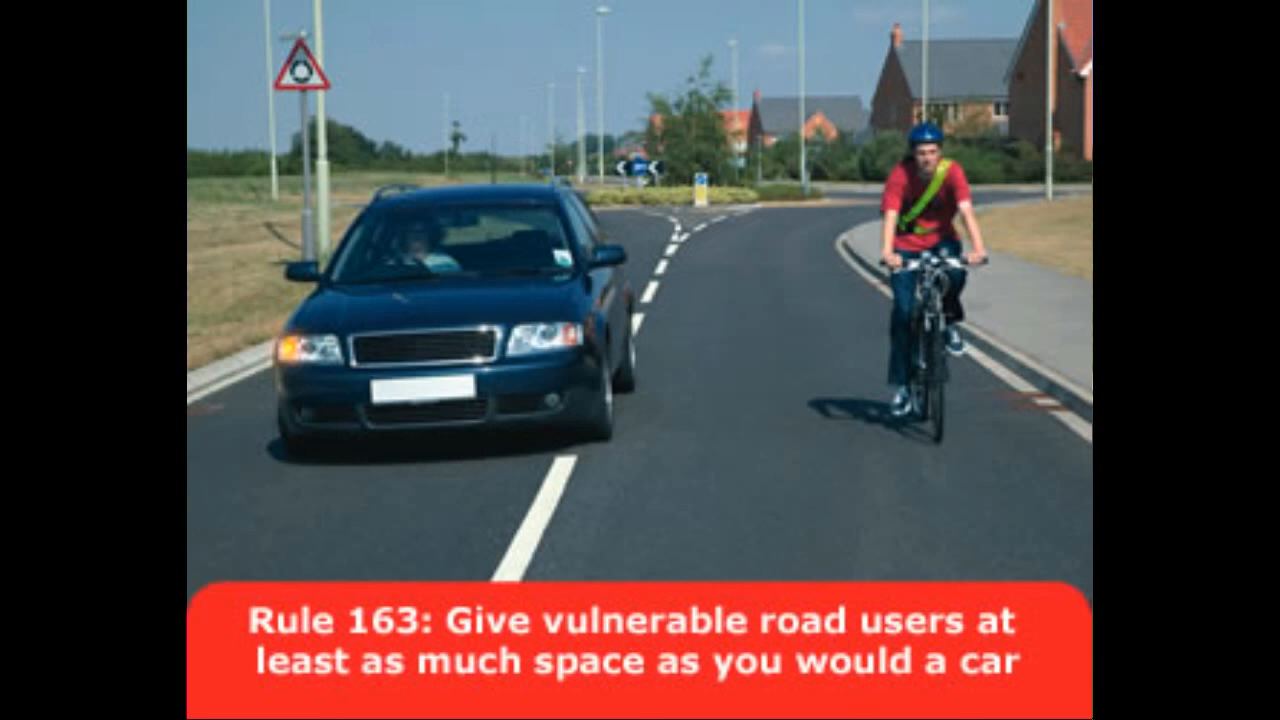 Rule 163: Give vulnerable road users at
least as much space as you would a car